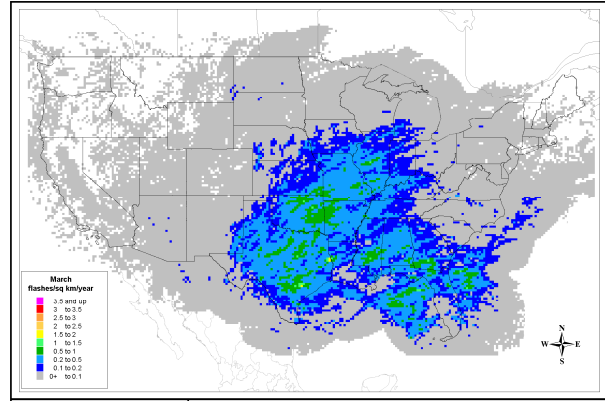 March
flashes/sq km/year
3.5 and up
3 to 3.5
2.5 to 3
2 to 2.5
1.5 to 2
1 to 1.5
0.5 to 1
0.2 to 0.5
0.1 to 0.2
0+ to 0.1
N
W E
S